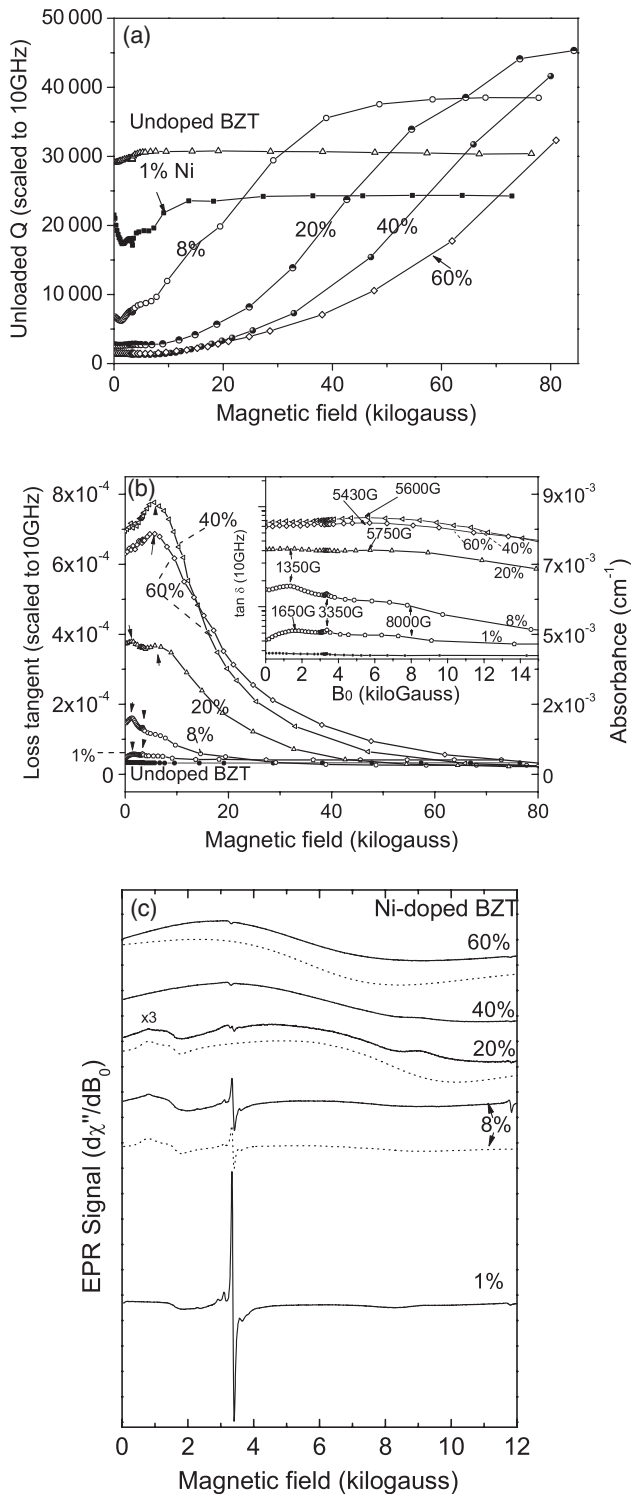 (a)
50 000
40 000
30 000
20 000
10 000
0
Unloaded Q (scaled to 10GHz)
Undoped BZT
1% Ni
8%
20%
40%
60%
0 20 40 60 80
Magnetic field (kilogauss)
(b)
8x10⁻⁴
6x10⁻⁴
4x10⁻⁴
2x10⁻⁴
0
1%
Loss tangent (scaled to10GHz)
40%
60%
20%
8%
Undoped BZT
tan δ (10GHz)
5600G
5430G
5750G
60% 40%
20%
1350G
1650G
3350G
8000G
8%
1%
0 2 4 6 8 10 12 14
B₀ (kiloGauss)
9x10⁻³
7x10⁻³
5x10⁻³
2x10⁻³
0
Absorbance (cm⁻¹)
0 20 40 60 80
Magnetic field (kilogauss)
(c)
Ni-doped BZT
60%
40%
x3
20%
8%
1%
EPR Signal (dχ"/dB₀)
0 2 4 6 8 10 12
Magnetic field (kilogauss)